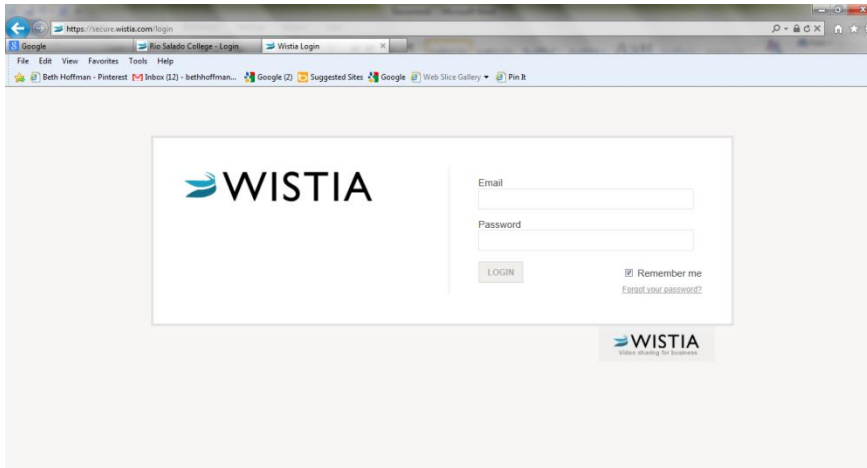 https://secure.wistia.com/login
Google
Rio Salado College - Login
Wistia Login
File Edit View Favorites Tools Help
Beth Hoffman - Pinterest Inbox (12) - bethhoffman... Google (2) Suggested Sites Google Web Slice Gallery Pin It
WISTIA
Email
Password
LOGIN
Remember me
Forgot your password?
WISTIA
Video sharing for business